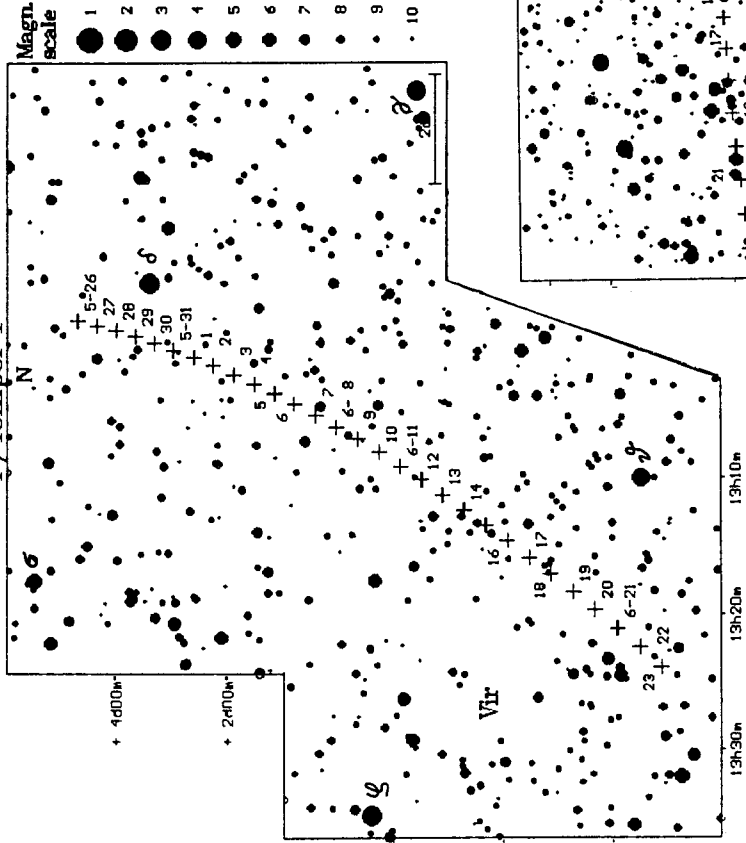 Magn.
scale
1
2
3
4
5
6
7
8
9
10
N
σ
δ
γ
2°
5-26
27
28
29
30
5-31
1
2
3
4
5
6
7
6- 8
9
10
6-11
12
13
14
16
17
18
19
20
6-21
22
23
+ 4d00m
+ 2d00m
Vir
ζ
ϑ
13h30m
13h20m
13h10m
17
21